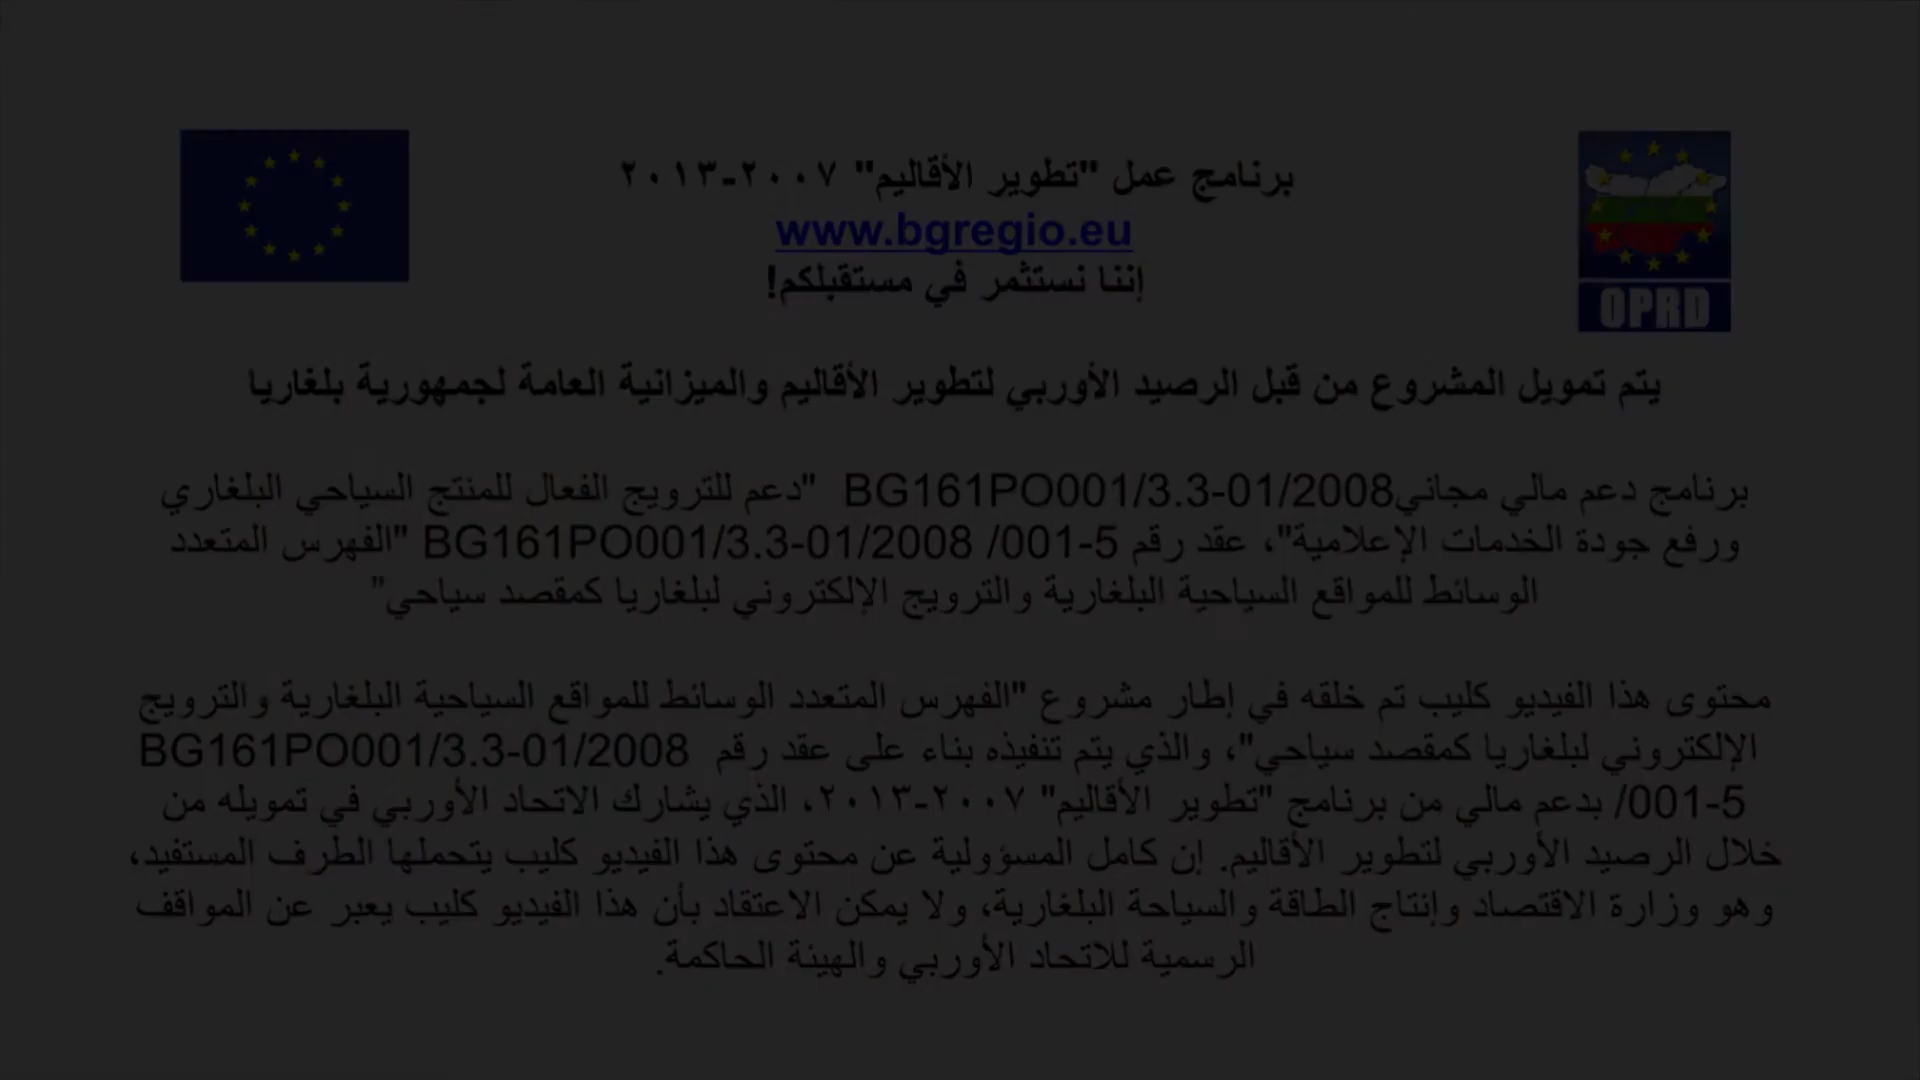 برنامج عمل "تطوير الأقاليم" ٢٠٠٧-٢٠١٣
www.bgregio.eu
إننا نستثمر في مستقبلكم!
OPRD
يتم تمويل المشروع من قبل الرصيد الأوربي لتطوير الأقاليم والميزانية العامة لجمهورية بلغاريا
برنامج دعم مالي مجانيBG161PO001/3.3-01/2008 "دعم للترويج الفعال للمنتج السياحي البلغاري
ورفع جودة الخدمات الإعلامية"، عقد رقم BG161PO001/3.3-01/2008 /001-5 "الفهرس المتعدد
الوسائط للمواقع السياحية البلغارية والترويج الإلكتروني لبلغاريا كمقصد سياحي"
محتوى هذا الفيديو كليب تم خلقه في إطار مشروع "الفهرس المتعدد الوسائط للمواقع السياحية البلغارية والترويج
الإلكتروني لبلغاريا كمقصد سياحي"، والذي يتم تنفيذه بناء على عقد رقم BG161PO001/3.3-01/2008
/001-5 بدعم مالي من برنامج "تطوير الأقاليم" ٢٠٠٧-٢٠١٣، الذي يشارك الاتحاد الأوربي في تمويله من
خلال الرصيد الأوربي لتطوير الأقاليم. إن كامل المسؤولية عن محتوى هذا الفيديو كليب يتحملها الطرف المستفيد،
وهو وزارة الاقتصاد وإنتاج الطاقة والسياحة البلغارية، ولا يمكن الاعتقاد بأن هذا الفيديو كليب يعبر عن المواقف
الرسمية للاتحاد الأوربي والهيئة الحاكمة.